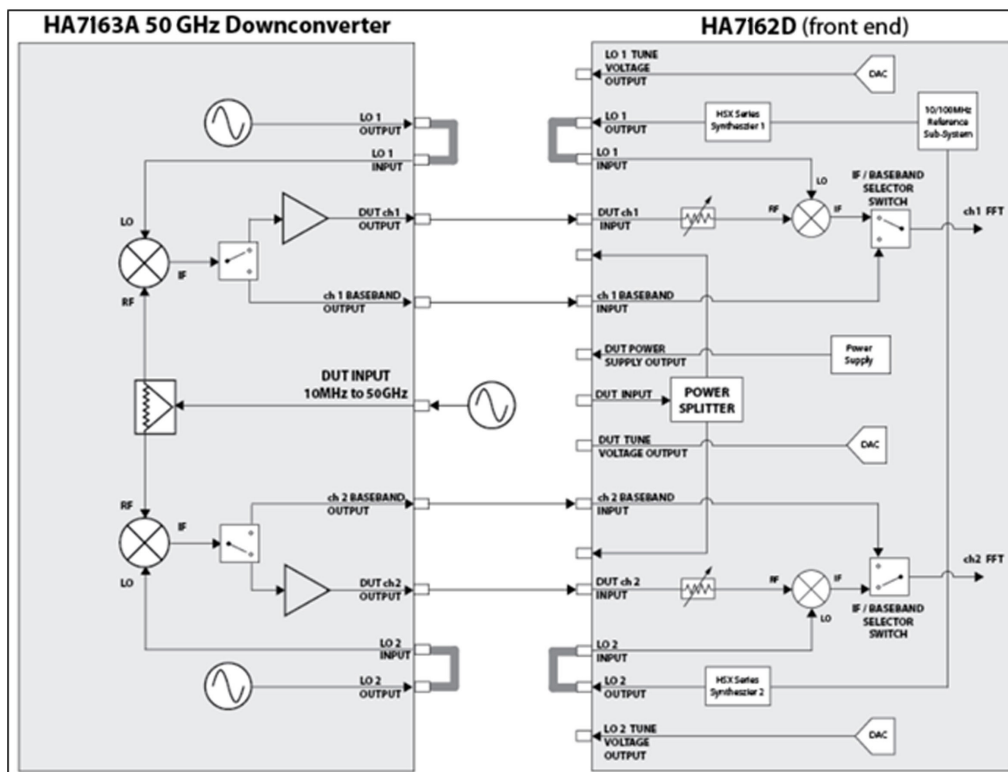 HA7163A 50 GHz Downconverter
LO 1
OUTPUT
LO 1
INPUT
LO
DUT ch1
OUTPUT
IF
RF
ch 1 BASEBAND
OUTPUT
DUT INPUT
10MHz to 50GHz
RF
ch 2 BASEBAND
OUTPUT
IF
LO
DUT ch2
OUTPUT
LO 2
INPUT
LO 2
OUTPUT
HA7162D (front end)
LO 1 TUNE
VOLTAGE
OUTPUT
DAC
LO 1
OUTPUT
HSX Series
Syntheszier 1
10/100MHz
Reference
Sub-System
LO 1
INPUT
LO
IF / BASEBAND
SELECTOR
SWITCH
DUT ch1
INPUT
RF
IF
ch1 FFT
ch 1 BASEBAND
INPUT
DUT POWER
SUPPLY OUTPUT
Power
Supply
DUT INPUT
POWER
SPLITTER
DUT TUNE
VOLTAGE OUTPUT
DAC
ch 2 BASEBAND
INPUT
DUT ch 2
INPUT
RF
IF
ch2 FFT
LO
IF / BASEBAND
SELECTOR
SWITCH
LO 2
INPUT
LO 2
OUTPUT
HSX Series
Syntheszier 2
LO 2 TUNE
VOLTAGE
OUTPUT
DAC